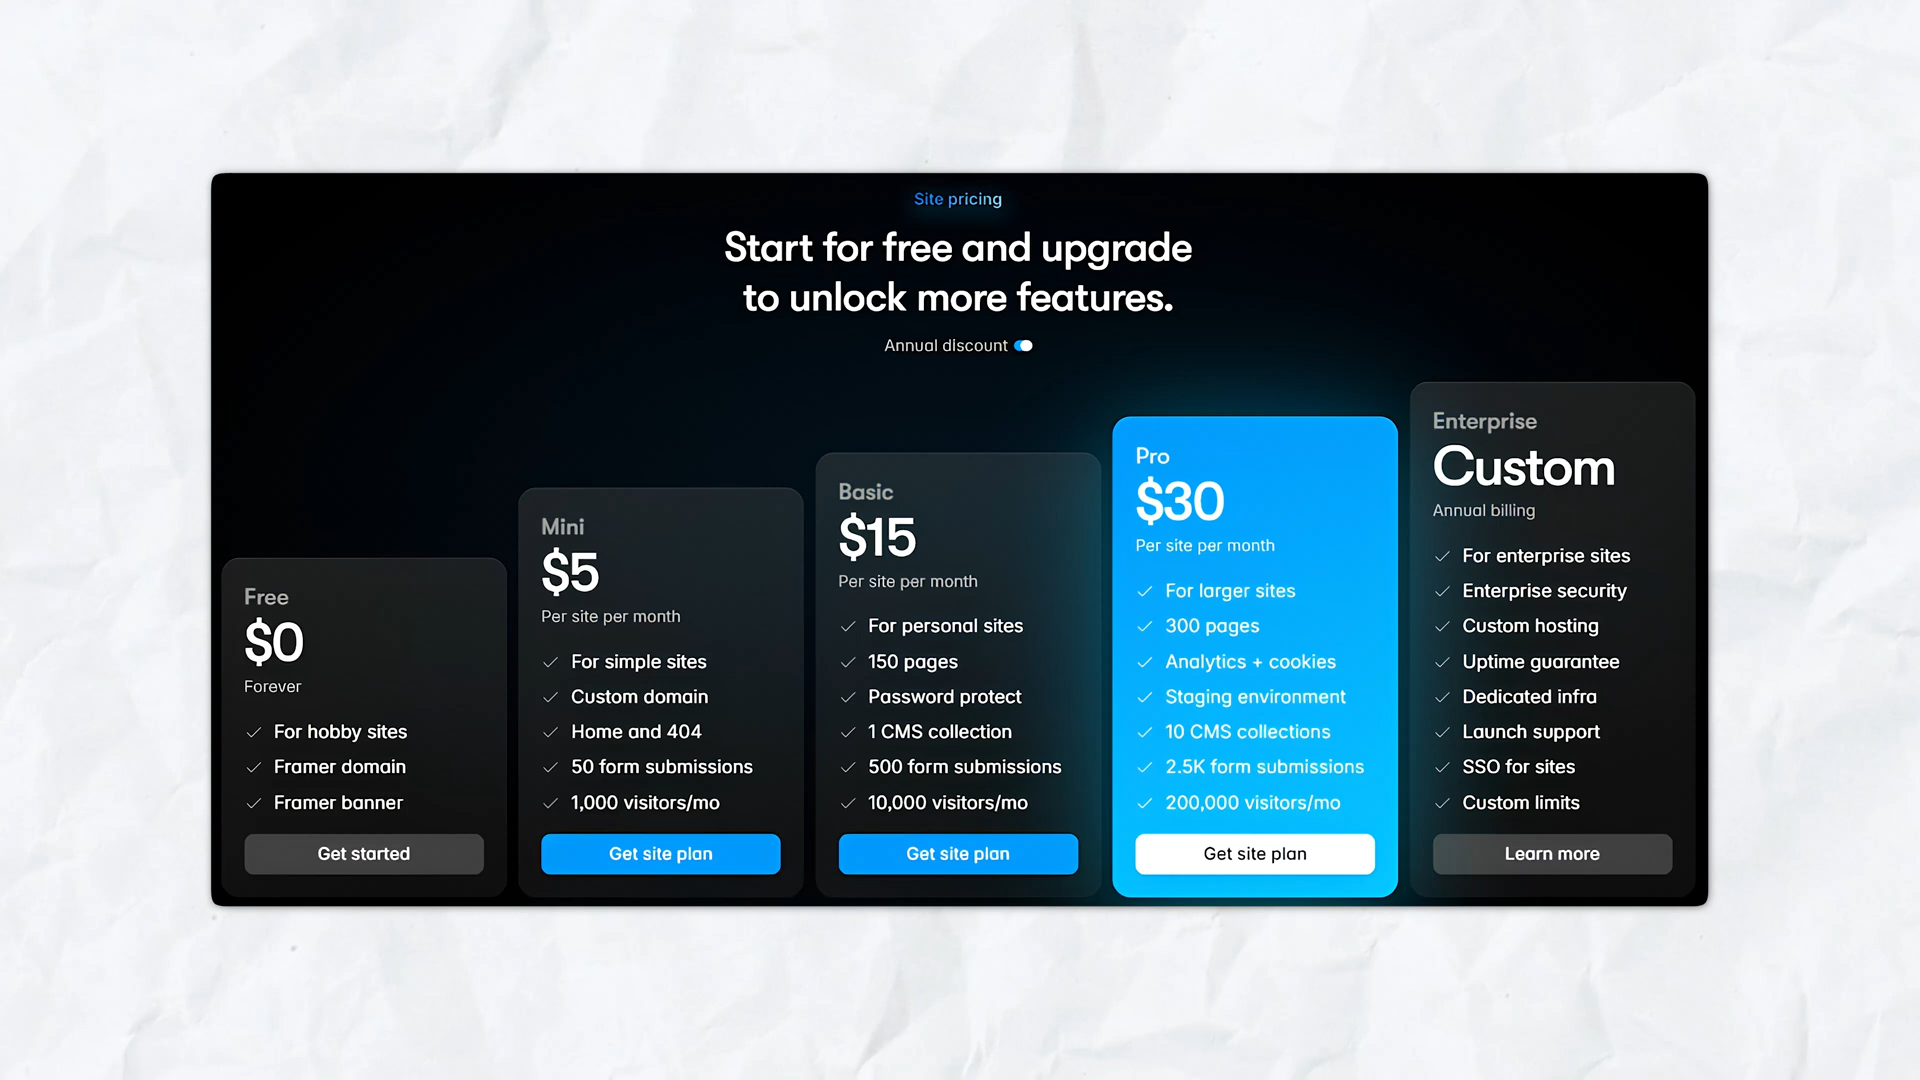 Site pricing
Start for free and upgrade
to unlock more features.
Annual discount
Free
$0
Forever
For hobby sites
Framer domain
Framer banner
Get started
Mini
$5
Per site per month
For simple sites
Custom domain
Home and 404
50 form submissions
1,000 visitors/mo
Get site plan
Basic
$15
Per site per month
For personal sites
150 pages
Password protect
1 CMS collection
500 form submissions
10,000 visitors/mo
Get site plan
Pro
$30
Per site per month
For larger sites
300 pages
Analytics + cookies
Staging environment
10 CMS collections
2.5K form submissions
200,000 visitors/mo
Get site plan
Enterprise
Custom
Annual billing
For enterprise sites
Enterprise security
Custom hosting
Uptime guarantee
Dedicated infra
Launch support
SSO for sites
Custom limits
Learn more